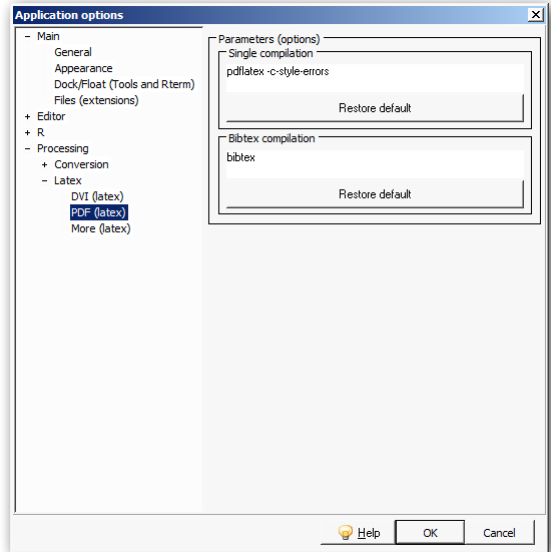 Application options
Main
General
Appearance
Dock/Float (Tools and Rterm)
Files (extensions)
Editor
R
Processing
Conversion
Latex
DVI (latex)
PDF (latex)
More (latex)
Parameters (options)
Single compilation
pdflatex -c-style-errors
Restore default
Bibtex compilation
bibtex
Restore default
Help OK Cancel